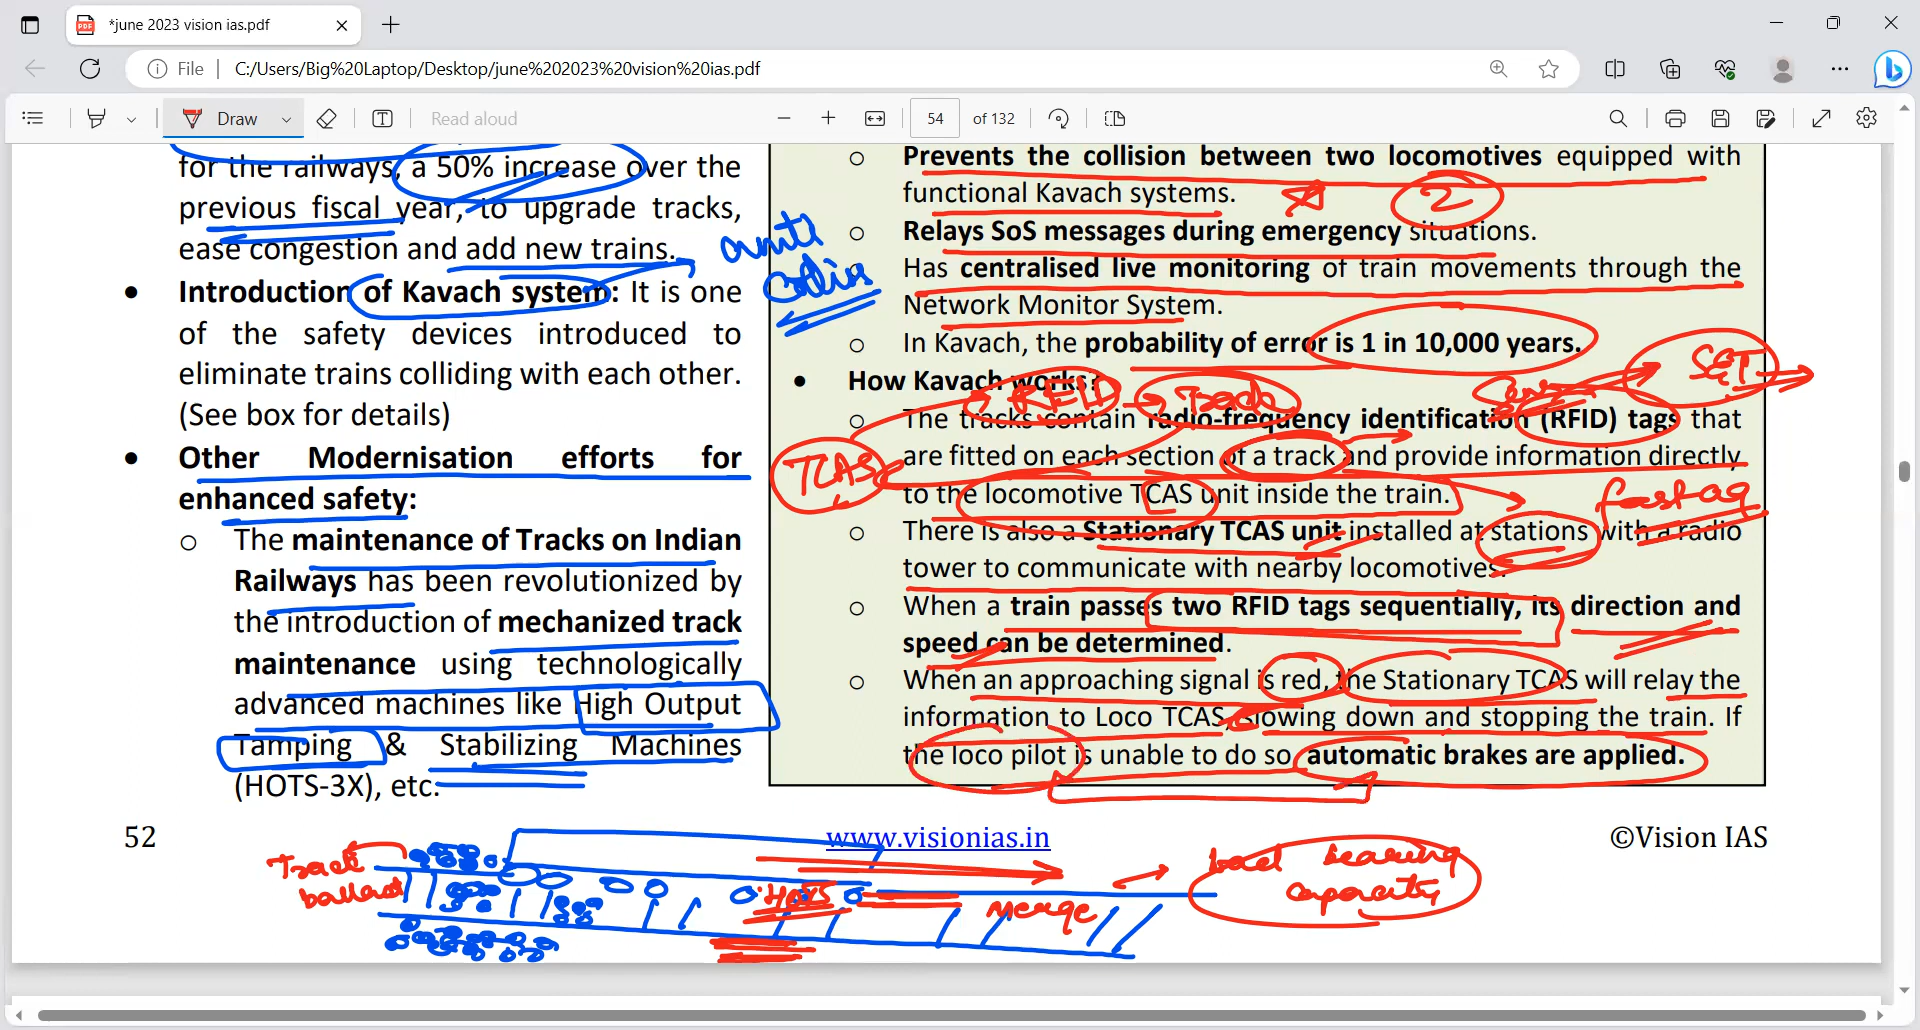 *june 2023 vision ias.pdf
File
C:/Users/Big%20Laptop/Desktop/june%202023%20vision%20ias.pdf
Draw
Read aloud
54
of 132
for the railways, a 50% increase over the
previous fiscal year, to upgrade tracks,
ease congestion and add new trains.
• Introduction of Kavach system: It is one
of the safety devices introduced to
eliminate trains colliding with each other.
(See box for details)
• Other Modernisation efforts for
enhanced safety:
o The maintenance of Tracks on Indian
Railways has been revolutionized by
the introduction of mechanized track
maintenance using technologically
advanced machines like High Output
Tamping & Stabilizing Machines
(HOTS-3X), etc.
o Prevents the collision between two locomotives equipped with
functional Kavach systems.
2
o Relays SoS messages during emergency situations.
o Has centralised live monitoring of train movements through the
Network Monitor System.
o In Kavach, the probability of error is 1 in 10,000 years.
• How Kavach works?
RFID
Track
o The tracks contain radio-frequency identification (RFID) tags that
are fitted on each section of a track and provide information directly
to the locomotive TCAS unit inside the train.
TCAS
fastag
o There is also a Stationary TCAS unit installed at stations with a radio
tower to communicate with nearby locomotives.
o When a train passes two RFID tags sequentially, its direction and
speed can be determined.
o When an approaching signal is red, the Stationary TCAS will relay the
information to Loco TCAS, slowing down and stopping the train. If
the loco pilot is unable to do so automatic brakes are applied.
52
www.visionias.in
©Vision IAS
Track
ballast
HOTS
Merge
bearing
capacity